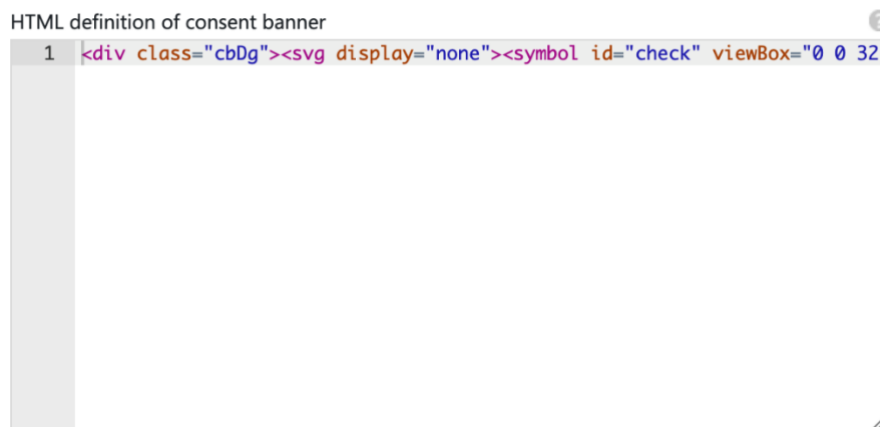 HTML definition of consent banner
?
1 <div class="cbDg"><svg display="none"><symbol id="check" viewBox="0 0 32